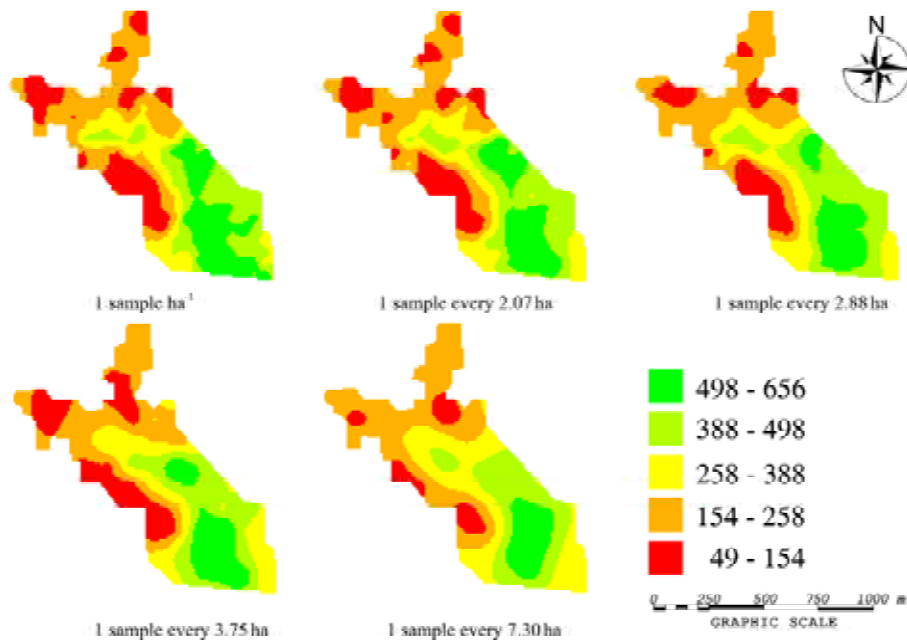 N
1 sample ha⁻¹
1 sample every 2.07 ha
1 sample every 2.88 ha
498 - 656
388 - 498
258 - 388
154 - 258
49 - 154
0 250 500 750 1000 m
GRAPHIC SCALE
1 sample every 3.75 ha
1 sample every 7.30 ha